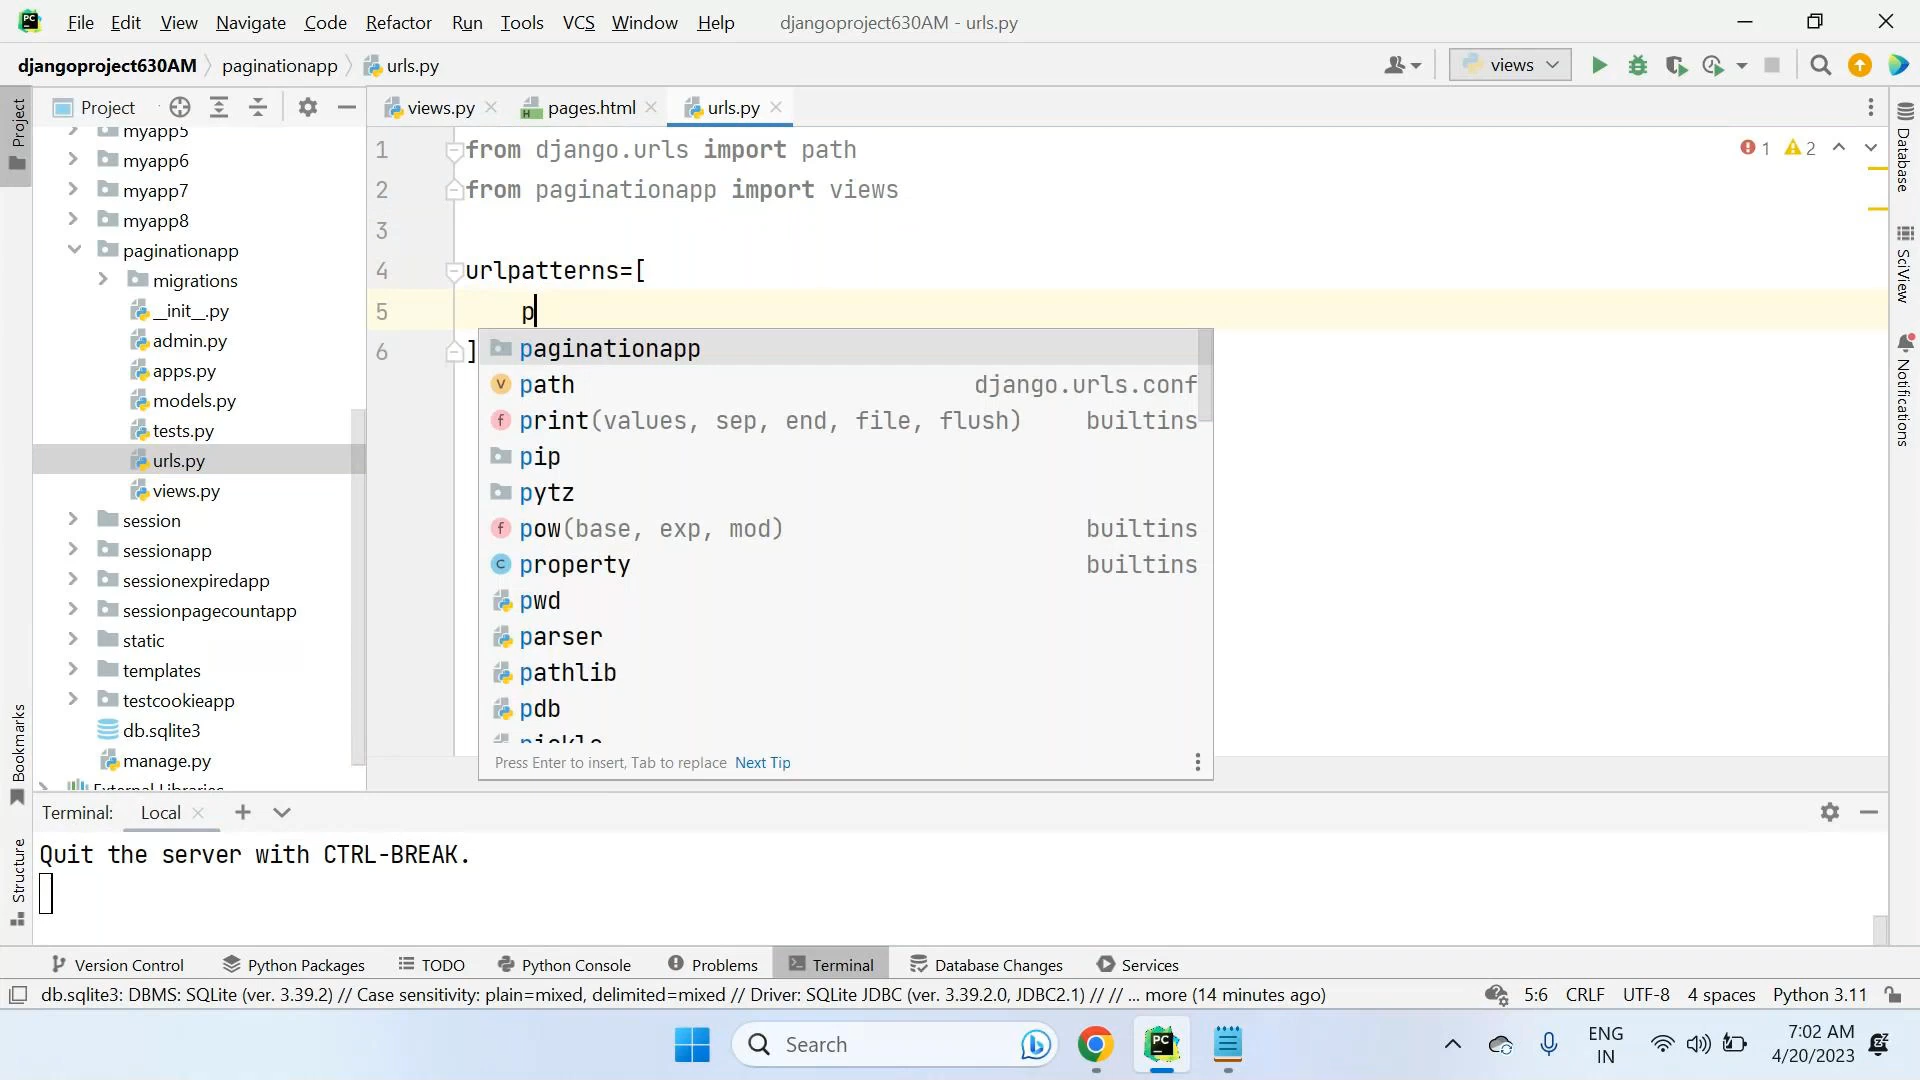 PC File Edit View Navigate Code Refactor Run Tools VCS Window Help djangoproject630AM - urls.py
djangoproject630AM paginationapp urls.py views
Project
views.py pages.html urls.py
Project
myapp5
myapp6
myapp7
myapp8
paginationapp
migrations
__init__.py
admin.py
apps.py
models.py
tests.py
urls.py
views.py
session
sessionapp
sessionexpiredapp
sessionpagecountapp
static
templates
testcookieapp
db.sqlite3
manage.py
External Libraries
Bookmarks
Structure
1 from django.urls import path
2 from paginationapp import views
3
4 urlpatterns=[
5 p
6 ]
1 2
paginationapp
path django.urls.conf
print(values, sep, end, file, flush) builtins
pip
pytz
pow(base, exp, mod) builtins
property builtins
pwd
parser
pathlib
pdb
pickle
Press Enter to insert, Tab to replace Next Tip
Database
SciView
Notifications
Terminal: Local
Quit the server with CTRL-BREAK.
Version Control Python Packages TODO Python Console Problems Terminal Database Changes Services
db.sqlite3: DBMS: SQLite (ver. 3.39.2) // Case sensitivity: plain=mixed, delimited=mixed // Driver: SQLite JDBC (ver. 3.39.2.0, JDBC2.1) // // ... more (14 minutes ago) 5:6 CRLF UTF-8 4 spaces Python 3.11
Search
PC
ENG
IN
7:02 AM
4/20/2023